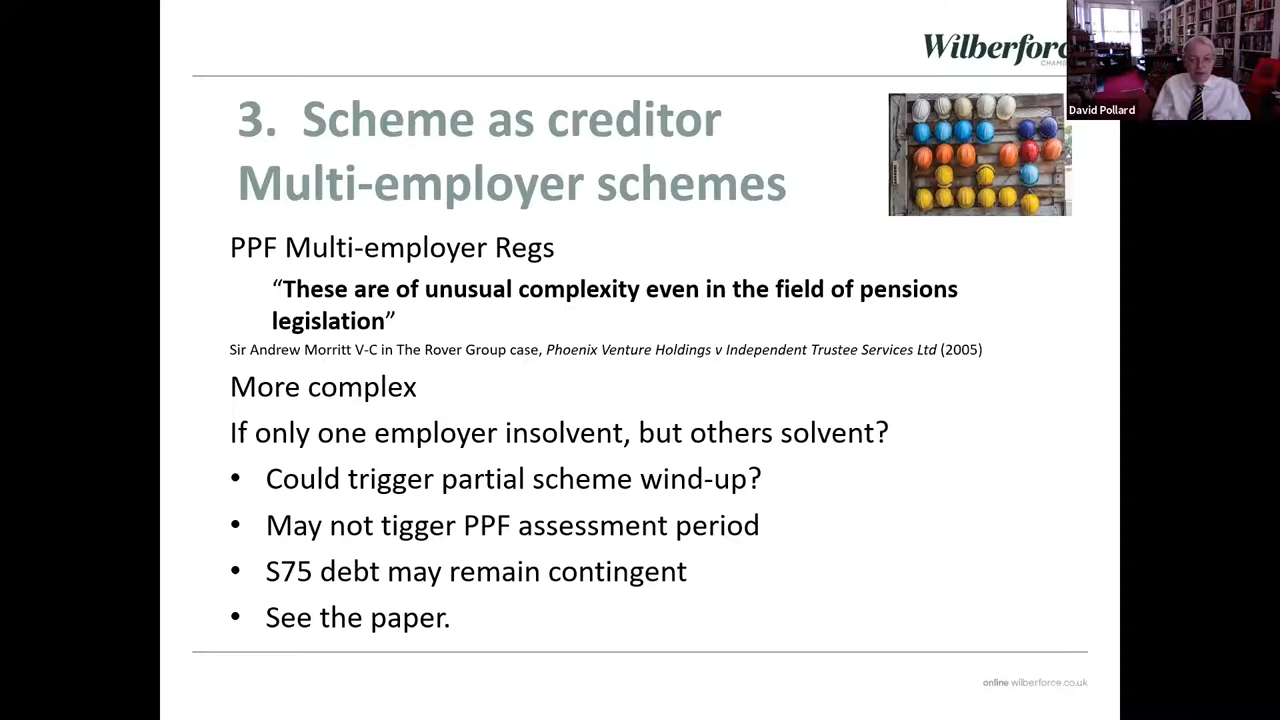 Wilberforc
CHAM
David Pollard
3. Scheme as creditor
Multi-employer schemes
PPF Multi-employer Regs
“These are of unusual complexity even in the field of pensions
legislation”
Sir Andrew Morritt V-C in The Rover Group case, Phoenix Venture Holdings v Independent Trustee Services Ltd (2005)
More complex
If only one employer insolvent, but others solvent?
• Could trigger partial scheme wind-up?
• May not tigger PPF assessment period
• S75 debt may remain contingent
• See the paper.
online wilberforce.co.uk